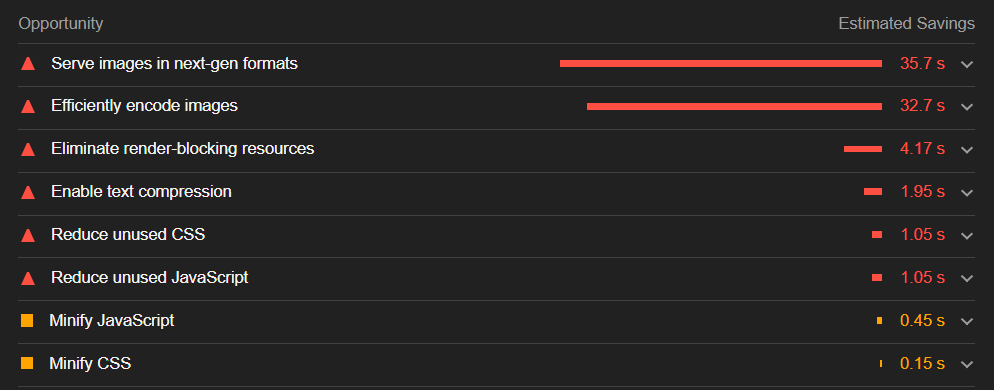 Opportunity Estimated Savings
Serve images in next-gen formats 35.7 s
Efficiently encode images 32.7 s
Eliminate render-blocking resources 4.17 s
Enable text compression 1.95 s
Reduce unused CSS 1.05 s
Reduce unused JavaScript 1.05 s
Minify JavaScript 0.45 s
Minify CSS 0.15 s